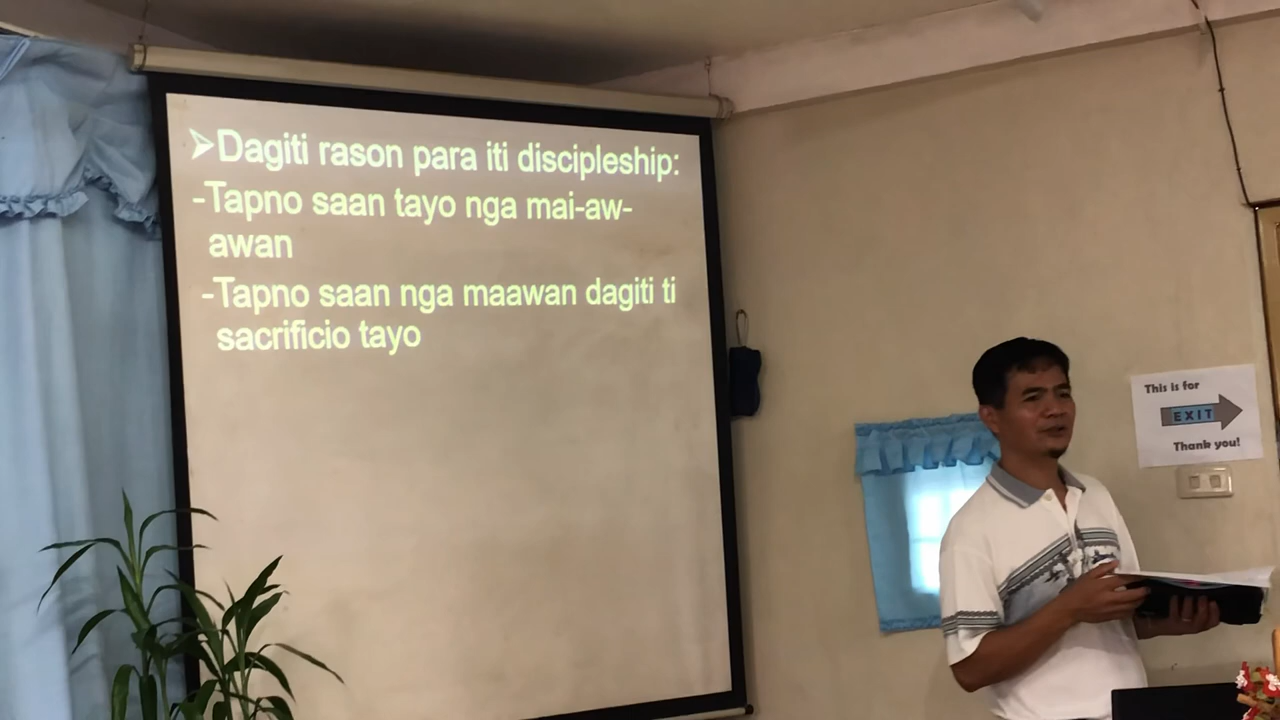 ➢Dagiti rason para iti discipleship:
-Tapno saan tayo nga mai-aw-
awan
-Tapno saan nga maawan dagiti ti
sacrificio tayo
This is for
EXIT
Thank you!